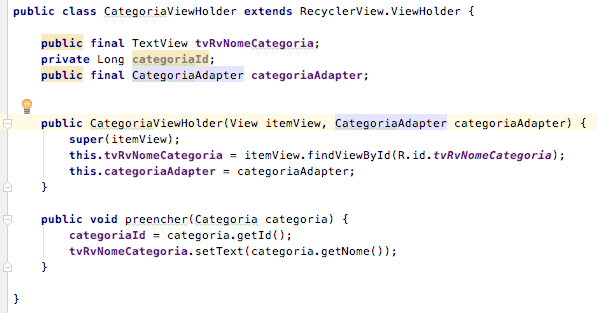 public class CategoriaViewHolder extends RecyclerView.ViewHolder {
public final TextView tvRvNomeCategoria;
private Long categoriaId;
public final CategoriaAdapter categoriaAdapter;
public CategoriaViewHolder(View itemView, CategoriaAdapter categoriaAdapter) {
super(itemView);
this.tvRvNomeCategoria = itemView.findViewById(R.id.tvRvNomeCategoria);
this.categoriaAdapter = categoriaAdapter;
}
public void preencher(Categoria categoria) {
categoriaId = categoria.getId();
tvRvNomeCategoria.setText(categoria.getNome());
}
}